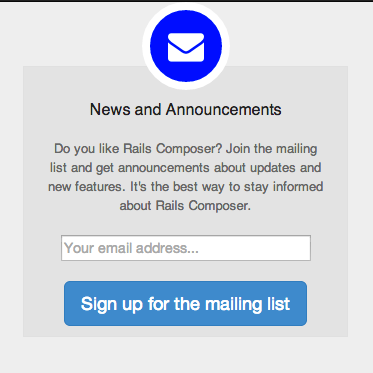 News and Announcements
Do you like Rails Composer? Join the mailing
list and get announcements about updates and
new features. It's the best way to stay informed
about Rails Composer.
Your email address...
Sign up for the mailing list